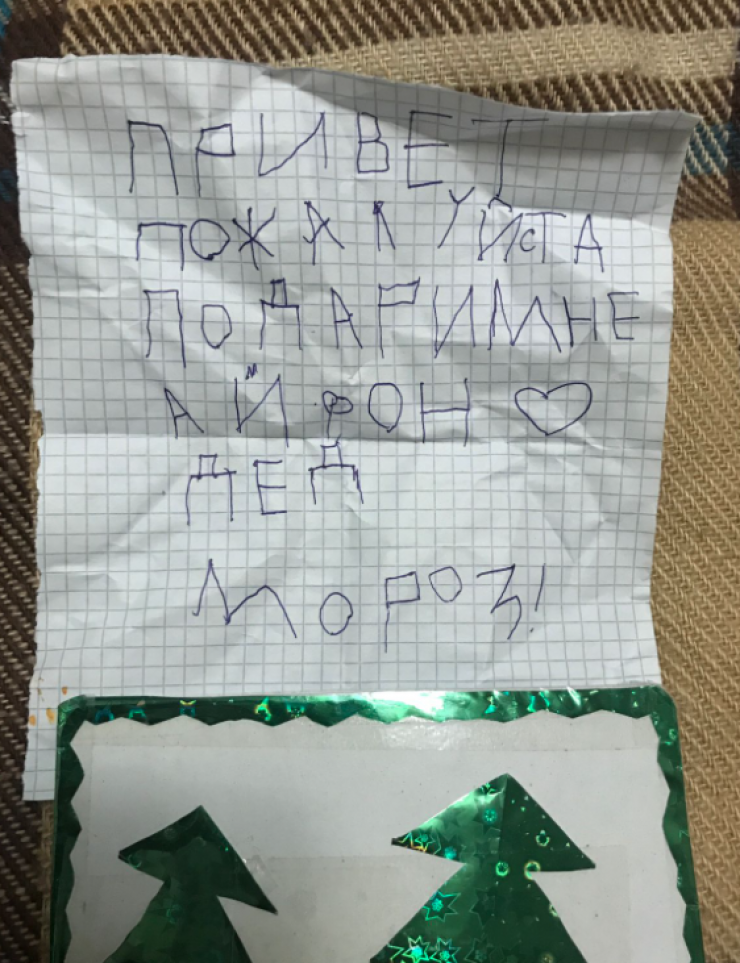 ПРИВЕТ
ПОЖАЛУЙСТА
ПОДАРИМНЕ
АЙФОН ♡
ДЕД
МОРОЗ!